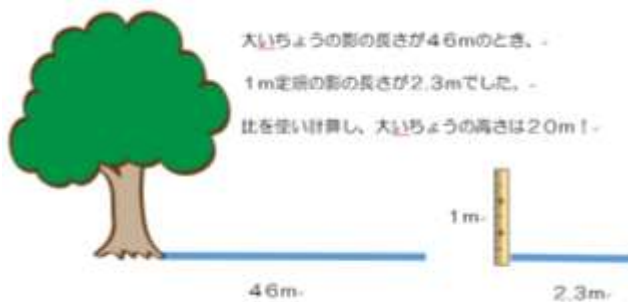 大いちょうの影の長さが46mのとき、
1m定規の影の長さが2.3mでした。
比を使い計算し、大いちょうの高さは20m！
1m
46m
2.3m